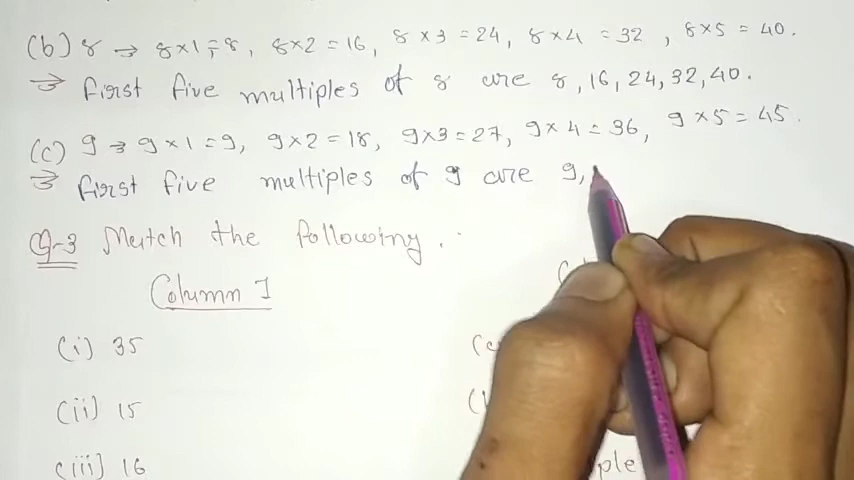 (b) 8 → 8×1=8, 8×2=16, 8×3=24, 8×4=32, 8×5=40.
⇒ First five multiples of 8 are 8,16,24,32,40.
(c) 9 → 9×1=9, 9×2=18, 9×3=27, 9×4=36, 9×5=45.
⇒ First five multiples of 9 are 9,
Q-3 Match the following.
Column I
(i) 35
(ii) 15
(iii) 16